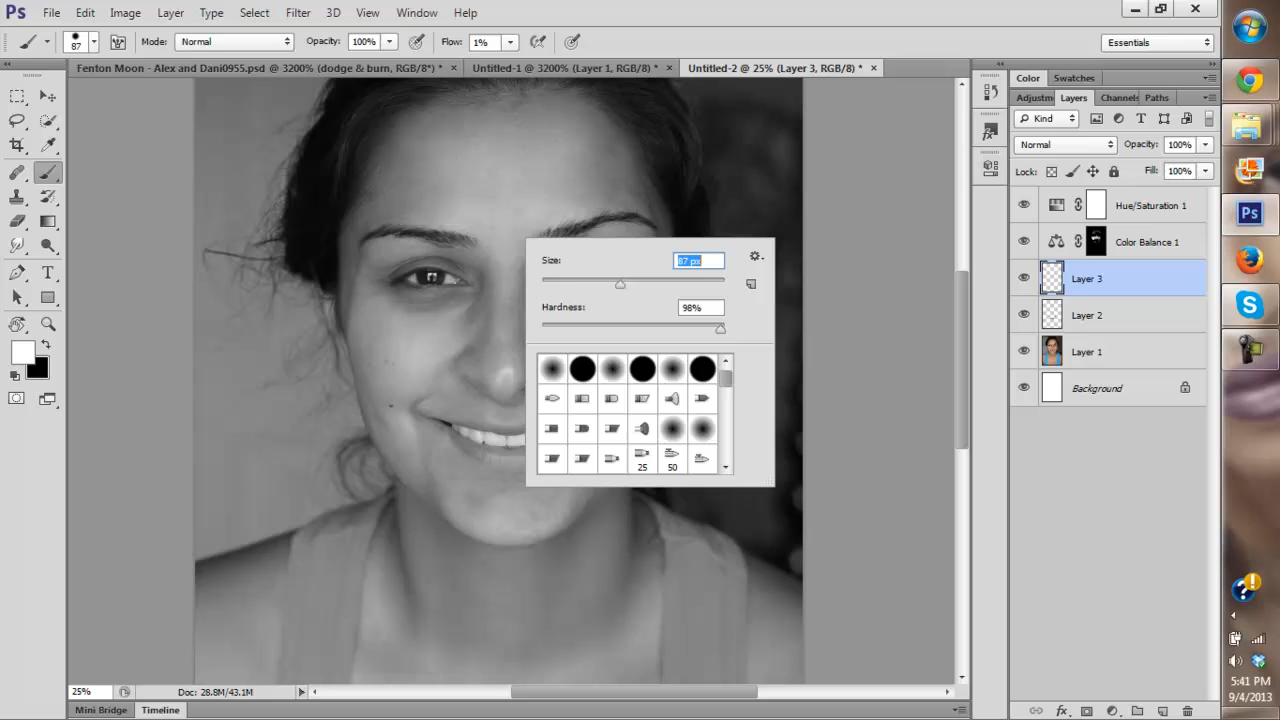 Ps File Edit Image Layer Type Select Filter 3D View Window Help
87 Mode: Normal Opacity: 100% Flow: 1% Essentials
Fenton Moon - Alex and Dani0955.psd @ 3200% (dodge & burn, RGB/8*) * × Untitled-1 @ 3200% (Layer 1, RGB/8) * × Untitled-2 @ 25% (Layer 3, RGB/8) * ×
Color Swatches
Adjustm Layers Channels Paths
Kind
Normal Opacity: 100%
Lock: Fill: 100%
Hue/Saturation 1
Color Balance 1
Layer 3
Layer 2
Layer 1
Background
Size: 87 px
Hardness: 98%
25 50
25% Doc: 28.8M/43.1M
Mini Bridge Timeline
Ps
5:41 PM
9/4/2013